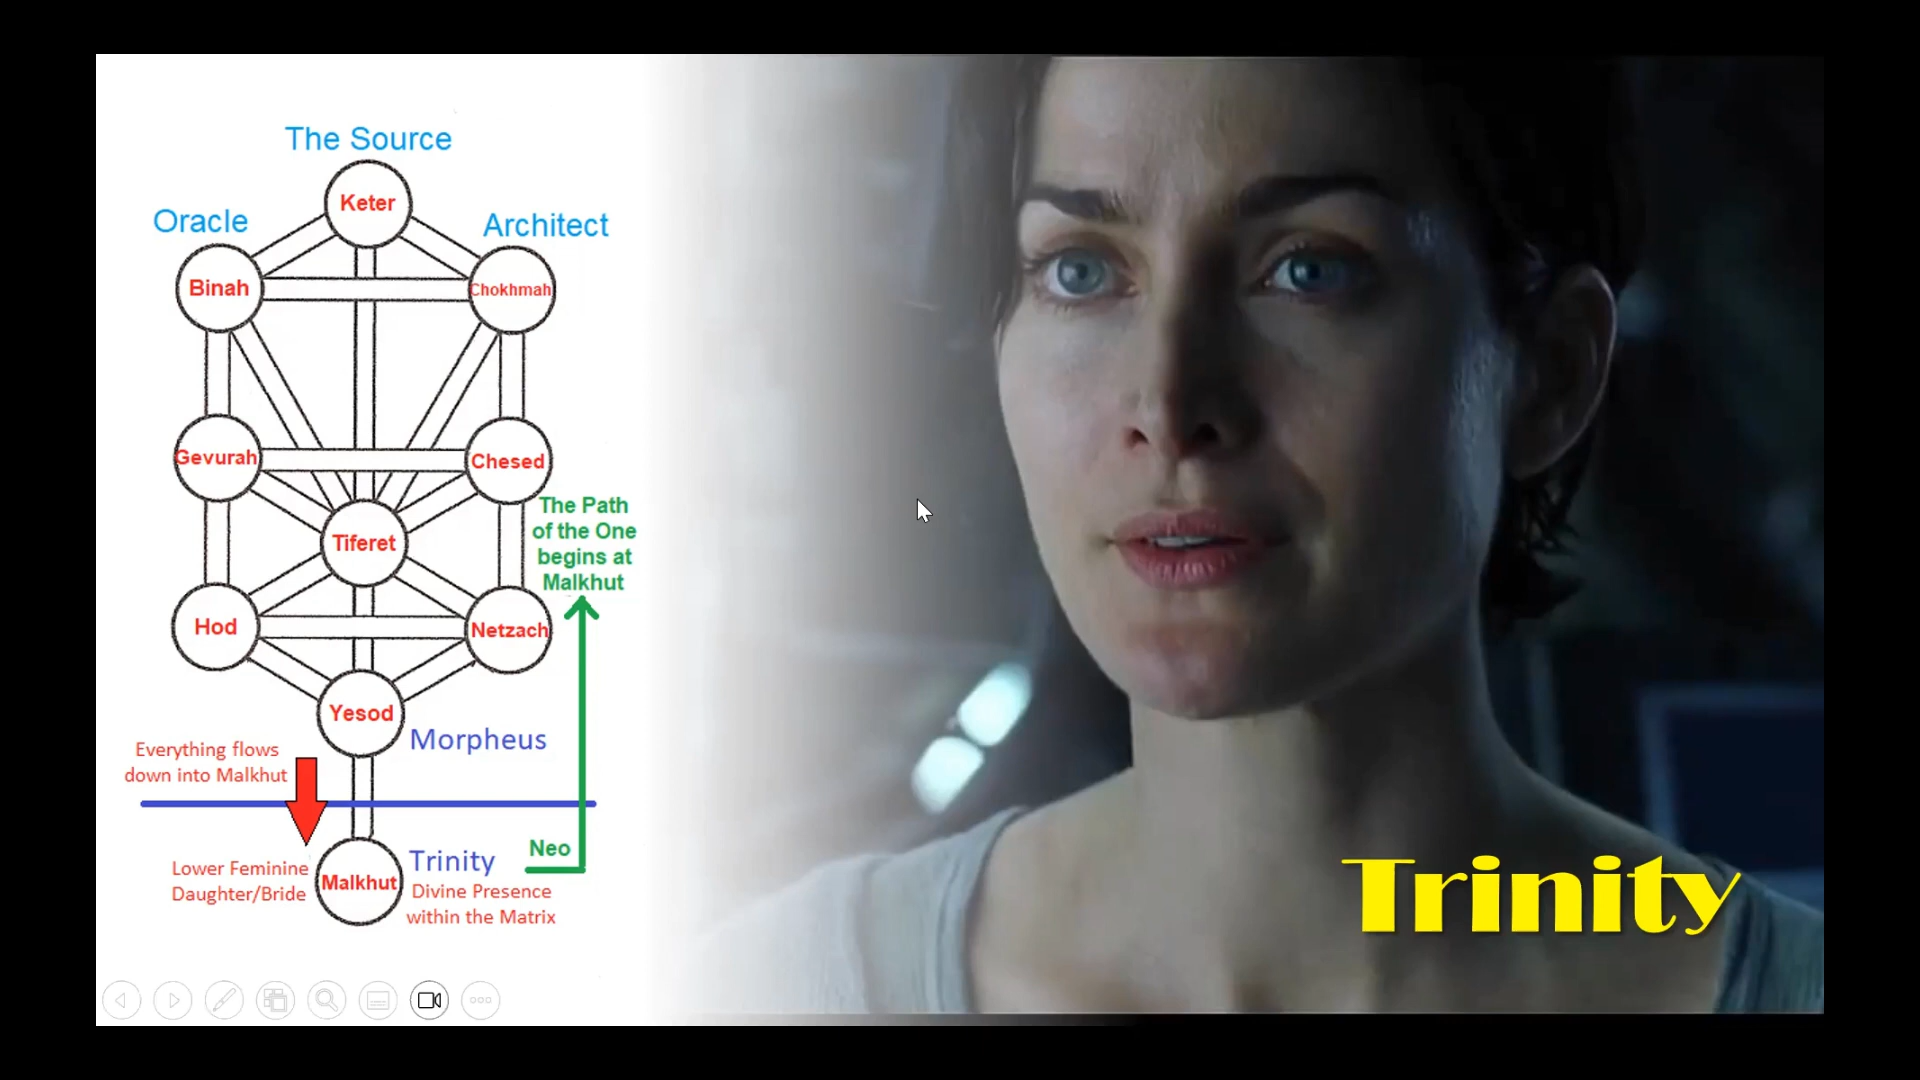 The Source
Keter
Oracle
Architect
Binah
Chokhmah
Gevurah
Chesed
The Path
of the One
begins at
Malkhut
Tiferet
Hod
Netzach
Yesod
Morpheus
Everything flows
down into Malkhut
Neo
Lower Feminine
Daughter/Bride
Malkhut
Trinity
Divine Presence
within the Matrix
Trinity